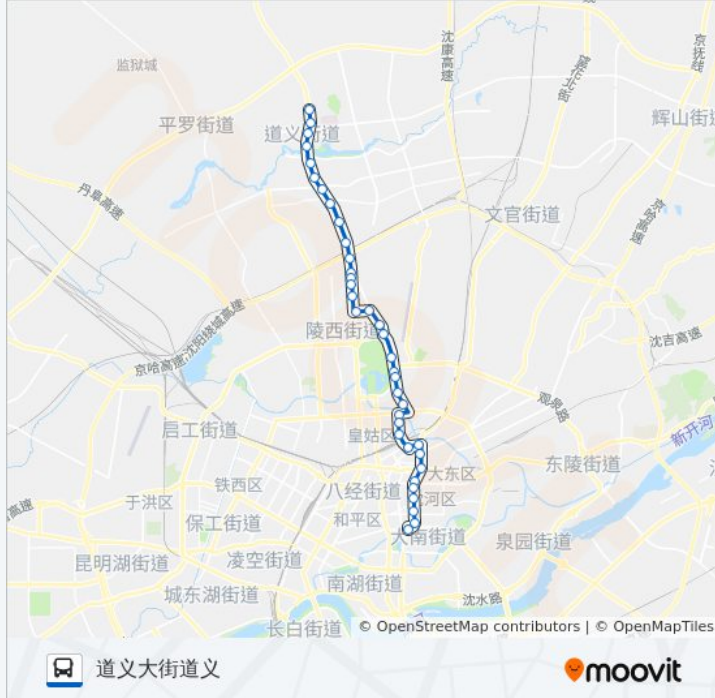 监狱城
沈康高速
京抚线
平罗街道
道义街道
辉山街道
丹阜高速
文官街道
京哈高速
京哈高速;沈阳绕城高速
陵西街道
沈吉高速
观泉路
新开河
启工街道
皇姑区
大东区
东陵街道
铁西区
八经街道
沈河区
于洪区
保工街道
和平区
大南街道
泉园街道
昆明湖街道
凌空街道
南湖街道
城东湖街道
沈水路
长白街道
© OpenStreetMap contributors | © OpenMapTiles
道义大街道义
moovit